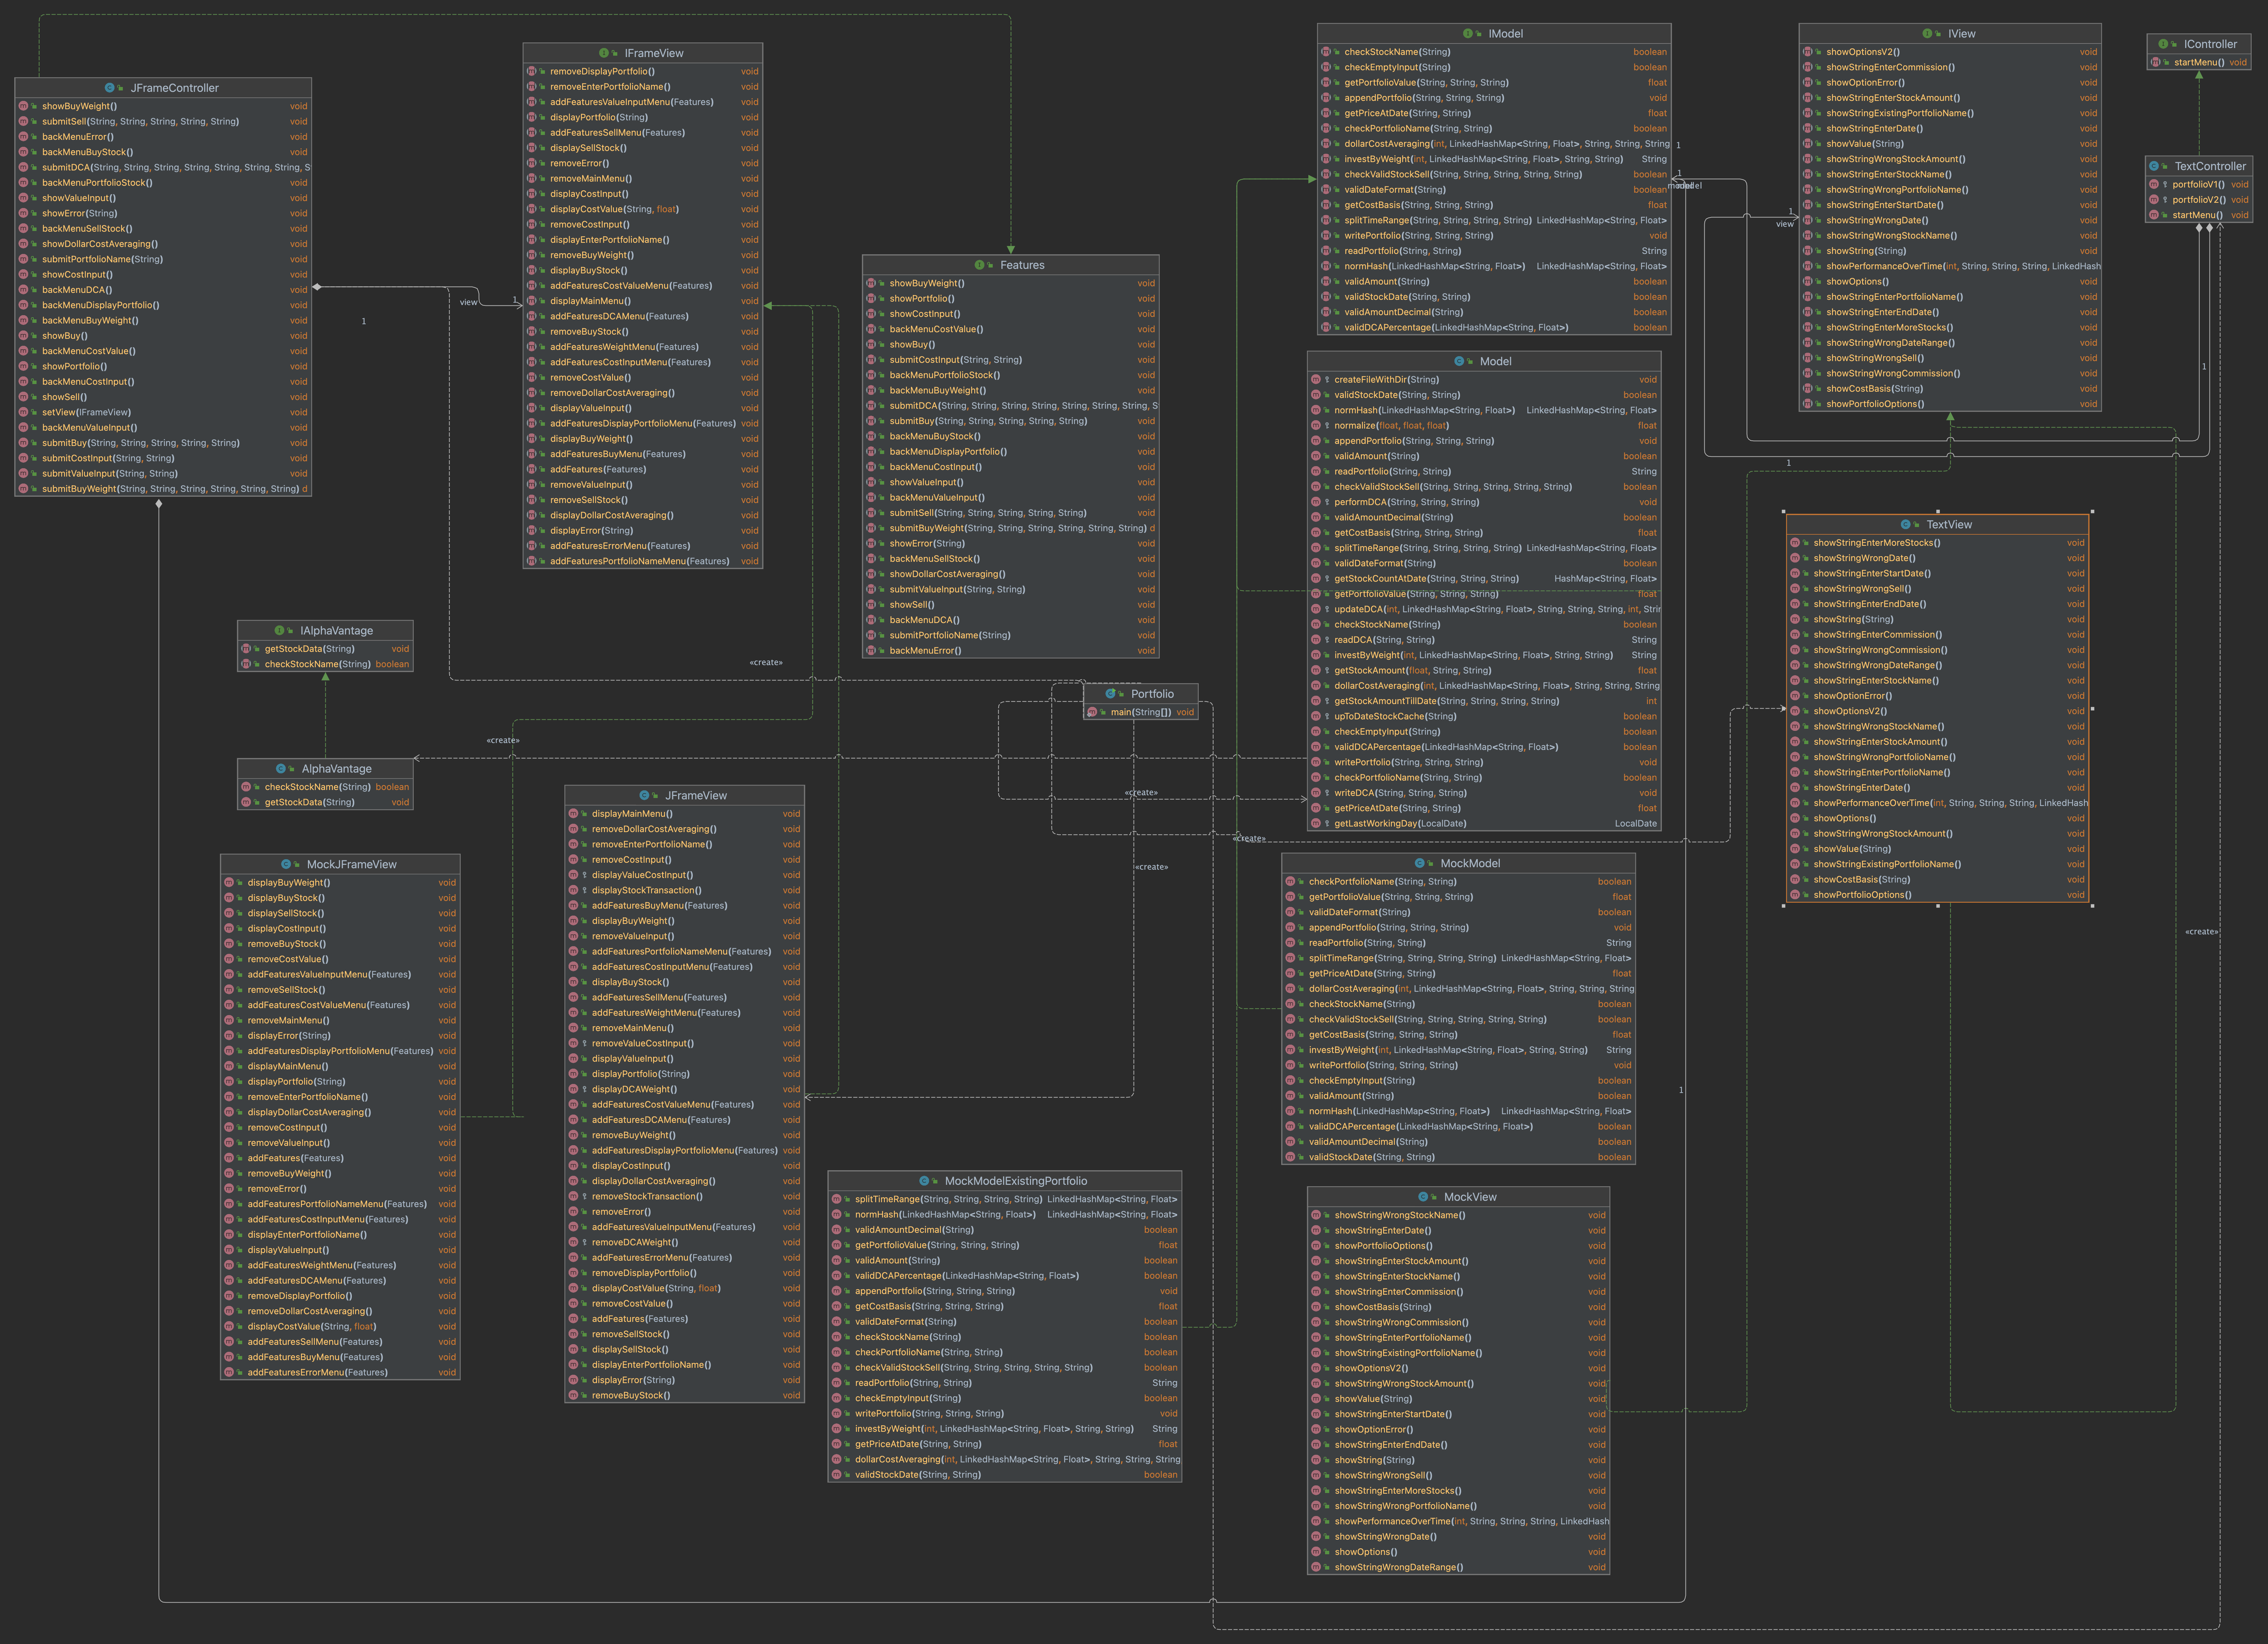 JFrameController
showBuyWeight() void
submitSell(String, String, String, String, String) void
backMenuError() void
backMenuBuyStock() void
submitDCA(String, String, String, String, String, String, String, S
backMenuPortfolioStock() void
showValueInput() void
showError(String) void
backMenuSellStock() void
showDollarCostAveraging() void
submitPortfolioName(String) void
showCostInput() void
backMenuDCA() void
backMenuDisplayPortfolio() void
backMenuBuyWeight() void
showBuy() void
backMenuCostValue() void
showPortfolio() void
backMenuCostInput() void
showSell() void
setView(IFrameView) void
backMenuValueInput() void
submitBuy(String, String, String, String, String) void
submitCostInput(String, String) void
submitValueInput(String, String) void
submitBuyWeight(String, String, String, String, String, String) d
IFrameView
removeDisplayPortfolio() void
removeEnterPortfolioName() void
addFeaturesValueInputMenu(Features) void
displayPortfolio(String) void
addFeaturesSellMenu(Features) void
displaySellStock() void
removeError() void
removeMainMenu() void
displayCostInput() void
displayCostValue(String, float) void
removeCostInput() void
displayEnterPortfolioName() void
removeBuyWeight() void
displayBuyStock() void
addFeaturesCostValueMenu(Features) void
displayMainMenu() void
addFeaturesDCAMenu(Features) void
removeBuyStock() void
addFeaturesWeightMenu(Features) void
addFeaturesCostInputMenu(Features) void
removeCostValue() void
removeDollarCostAveraging() void
displayValueInput() void
addFeaturesDisplayPortfolioMenu(Features) void
displayBuyWeight() void
addFeaturesBuyMenu(Features) void
addFeatures(Features) void
removeValueInput() void
removeSellStock() void
displayDollarCostAveraging() void
displayError(String) void
addFeaturesErrorMenu(Features) void
addFeaturesPortfolioNameMenu(Features) void
Features
showBuyWeight() void
showPortfolio() void
showCostInput() void
backMenuCostValue() void
showBuy() void
submitCostInput(String, String) void
backMenuPortfolioStock() void
backMenuBuyWeight() void
submitDCA(String, String, String, String, String, String, String, S
submitBuy(String, String, String, String, String) void
backMenuBuyStock() void
backMenuDisplayPortfolio() void
backMenuCostInput() void
showValueInput() void
backMenuValueInput() void
submitSell(String, String, String, String, String) void
submitBuyWeight(String, String, String, String, String, String) d
showError(String) void
backMenuSellStock() void
showDollarCostAveraging() void
submitValueInput(String, String) void
showSell() void
backMenuDCA() void
submitPortfolioName(String) void
backMenuError() void
IModel
checkStockName(String) boolean
checkEmptyInput(String) boolean
getPortfolioValue(String, String, String) float
appendPortfolio(String, String, String) void
getPriceAtDate(String, String) float
checkPortfolioName(String, String) boolean
dollarCostAveraging(int, LinkedHashMap<String, Float>, String, String, String
investByWeight(int, LinkedHashMap<String, Float>, String, String) String
checkValidStockSell(String, String, String, String, String) boolean
validDateFormat(String) boolean
getCostBasis(String, String, String) float
splitTimeRange(String, String, String, String) LinkedHashMap<String, Float>
writePortfolio(String, String, String) void
readPortfolio(String, String) String
normHash(LinkedHashMap<String, Float>) LinkedHashMap<String, Float>
validAmount(String) boolean
validStockDate(String, String) boolean
validAmountDecimal(String) boolean
validDCAPercentage(LinkedHashMap<String, Float>) boolean
IView
showOptionsV2() void
showStringEnterCommission() void
showOptionError() void
showStringEnterStockAmount() void
showStringExistingPortfolioName() void
showStringEnterDate() void
showValue(String) void
showStringWrongStockAmount() void
showStringEnterStockName() void
showStringWrongPortfolioName() void
showStringEnterStartDate() void
showStringWrongDate() void
showStringWrongStockName() void
showString(String) void
showPerformanceOverTime(int, String, String, String, LinkedHash
showOptions() void
showStringEnterPortfolioName() void
showStringEnterEndDate() void
showStringEnterMoreStocks() void
showStringWrongDateRange() void
showStringWrongSell() void
showStringWrongCommission() void
showCostBasis(String) void
showPortfolioOptions() void
IController
startMenu() void
TextController
portfolioV1() void
portfolioV2() void
startMenu() void
view
1
1
1
1
model
1
view
1
1
1
Model
createFileWithDir(String) void
validStockDate(String, String) boolean
normHash(LinkedHashMap<String, Float>) LinkedHashMap<String, Float>
normalize(float, float, float) float
appendPortfolio(String, String, String) void
validAmount(String) boolean
readPortfolio(String, String) String
checkValidStockSell(String, String, String, String, String) boolean
performDCA(String, String, String) void
validAmountDecimal(String) boolean
getCostBasis(String, String, String) float
splitTimeRange(String, String, String, String) LinkedHashMap<String, Float>
validDateFormat(String) boolean
getStockCountAtDate(String, String, String) HashMap<String, Float>
getPortfolioValue(String, String, String) float
updateDCA(int, LinkedHashMap<String, Float>, String, String, String, int, Strin
checkStockName(String) boolean
readDCA(String, String) String
investByWeight(int, LinkedHashMap<String, Float>, String, String) String
getStockAmount(float, String, String) float
dollarCostAveraging(int, LinkedHashMap<String, Float>, String, String, String
getStockAmountTillDate(String, String, String, String) int
upToDateStockCache(String) boolean
checkEmptyInput(String) boolean
validDCAPercentage(LinkedHashMap<String, Float>) boolean
writePortfolio(String, String, String) void
checkPortfolioName(String, String) boolean
writeDCA(String, String, String) void
getPriceAtDate(String, String) float
getLastWorkingDay(LocalDate) LocalDate
TextView
showStringEnterMoreStocks() void
showStringWrongDate() void
showStringEnterStartDate() void
showStringWrongSell() void
showStringEnterEndDate() void
showString(String) void
showStringEnterCommission() void
showStringWrongCommission() void
showStringWrongDateRange() void
showStringEnterStockName() void
showOptionError() void
showOptionsV2() void
showStringWrongStockName() void
showStringEnterStockAmount() void
showStringWrongPortfolioName() void
showStringEnterPortfolioName() void
showStringEnterDate() void
showPerformanceOverTime(int, String, String, String, LinkedHash
showOptions() void
showStringWrongStockAmount() void
showValue(String) void
showStringExistingPortfolioName() void
showCostBasis(String) void
showPortfolioOptions() void
IAlphaVantage
getStockData(String) void
checkStockName(String) boolean
«create»
Portfolio
main(String[]) void
«create»
AlphaVantage
checkStockName(String) boolean
getStockData(String) void
«create»
«create»
«create»
«create»
JFrameView
displayMainMenu() void
removeDollarCostAveraging() void
removeEnterPortfolioName() void
removeCostInput() void
displayValueCostInput() void
displayStockTransaction() void
addFeaturesBuyMenu(Features) void
displayBuyWeight() void
removeValueInput() void
addFeaturesPortfolioNameMenu(Features) void
addFeaturesCostInputMenu(Features) void
displayBuyStock() void
addFeaturesSellMenu(Features) void
addFeaturesWeightMenu(Features) void
removeMainMenu() void
removeValueCostInput() void
displayValueInput() void
displayPortfolio(String) void
displayDCAWeight() void
addFeaturesCostValueMenu(Features) void
addFeaturesDCAMenu(Features) void
removeBuyWeight() void
addFeaturesDisplayPortfolioMenu(Features) void
displayCostInput() void
displayDollarCostAveraging() void
removeStockTransaction() void
removeError() void
addFeaturesValueInputMenu(Features) void
removeDCAWeight() void
addFeaturesErrorMenu(Features) void
removeDisplayPortfolio() void
displayCostValue(String, float) void
removeCostValue() void
addFeatures(Features) void
removeSellStock() void
displaySellStock() void
displayEnterPortfolioName() void
displayError(String) void
removeBuyStock() void
MockJFrameView
displayBuyWeight() void
displayBuyStock() void
displaySellStock() void
displayCostInput() void
removeBuyStock() void
removeCostValue() void
addFeaturesValueInputMenu(Features) void
removeSellStock() void
addFeaturesCostValueMenu(Features) void
removeMainMenu() void
displayError(String) void
addFeaturesDisplayPortfolioMenu(Features) void
displayMainMenu() void
displayPortfolio(String) void
removeEnterPortfolioName() void
displayDollarCostAveraging() void
removeCostInput() void
removeValueInput() void
addFeatures(Features) void
removeBuyWeight() void
removeError() void
addFeaturesPortfolioNameMenu(Features) void
addFeaturesCostInputMenu(Features) void
displayEnterPortfolioName() void
displayValueInput() void
addFeaturesWeightMenu(Features) void
addFeaturesDCAMenu(Features) void
removeDisplayPortfolio() void
removeDollarCostAveraging() void
displayCostValue(String, float) void
addFeaturesSellMenu(Features) void
addFeaturesBuyMenu(Features) void
addFeaturesErrorMenu(Features) void
MockModel
checkPortfolioName(String, String) boolean
getPortfolioValue(String, String, String) float
validDateFormat(String) boolean
appendPortfolio(String, String, String) void
readPortfolio(String, String) String
splitTimeRange(String, String, String, String) LinkedHashMap<String, Float>
getPriceAtDate(String, String) float
dollarCostAveraging(int, LinkedHashMap<String, Float>, String, String, String
checkStockName(String) boolean
checkValidStockSell(String, String, String, String, String) boolean
getCostBasis(String, String, String) float
investByWeight(int, LinkedHashMap<String, Float>, String, String) String
writePortfolio(String, String, String) void
checkEmptyInput(String) boolean
validAmount(String) boolean
normHash(LinkedHashMap<String, Float>) LinkedHashMap<String, Float>
validDCAPercentage(LinkedHashMap<String, Float>) boolean
validAmountDecimal(String) boolean
validStockDate(String, String) boolean
1
MockModelExistingPortfolio
splitTimeRange(String, String, String, String) LinkedHashMap<String, Float>
normHash(LinkedHashMap<String, Float>) LinkedHashMap<String, Float>
validAmountDecimal(String) boolean
getPortfolioValue(String, String, String) float
validAmount(String) boolean
validDCAPercentage(LinkedHashMap<String, Float>) boolean
appendPortfolio(String, String, String) void
getCostBasis(String, String, String) float
validDateFormat(String) boolean
checkStockName(String) boolean
checkPortfolioName(String, String) boolean
checkValidStockSell(String, String, String, String, String) boolean
readPortfolio(String, String) String
checkEmptyInput(String) boolean
writePortfolio(String, String, String) void
investByWeight(int, LinkedHashMap<String, Float>, String, String) String
getPriceAtDate(String, String) float
dollarCostAveraging(int, LinkedHashMap<String, Float>, String, String, String
validStockDate(String, String) boolean
MockView
showStringWrongStockName() void
showStringEnterDate() void
showPortfolioOptions() void
showStringEnterStockAmount() void
showStringEnterStockName() void
showStringEnterCommission() void
showCostBasis(String) void
showStringWrongCommission() void
showStringEnterPortfolioName() void
showStringExistingPortfolioName() void
showOptionsV2() void
showStringWrongStockAmount() void
showValue(String) void
showStringEnterStartDate() void
showOptionError() void
showStringEnterEndDate() void
showString(String) void
showStringWrongSell() void
showStringEnterMoreStocks() void
showStringWrongPortfolioName() void
showPerformanceOverTime(int, String, String, String, LinkedHash
showStringWrongDate() void
showOptions() void
showStringWrongDateRange() void